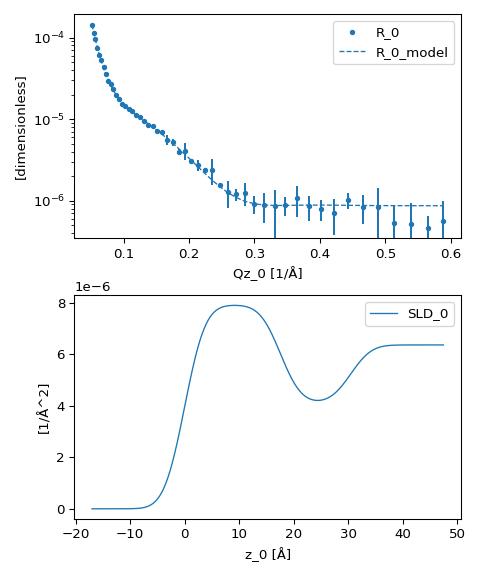 10⁻⁴
10⁻⁵
10⁻⁶
[dimensionless]
R_0
R_0_model
0.1 0.2 0.3 0.4 0.5 0.6
Qz_0 [1/Å]
1e−6
8
6
4
2
0
[1/Å^2]
SLD_0
−20 −10 0 10 20 30 40 50
z_0 [Å]